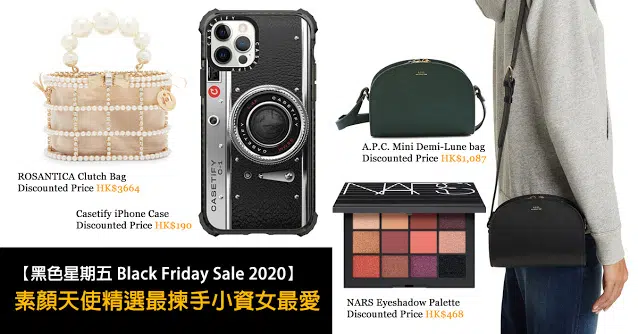 ROSANTICA Clutch Bag
Discounted Price HK$3664
Casetify iPhone Case
Discounted Price HK$190
CASETIFY
CASETIFY C-1
A.P.C. Mini Demi-Lune bag
Discounted Price HK$1,087
NARS
NARS Eyeshadow Palette
Discounted Price HK$468
【黑色星期五 Black Friday Sale 2020】
素顏天使精選最揀手小資女最愛